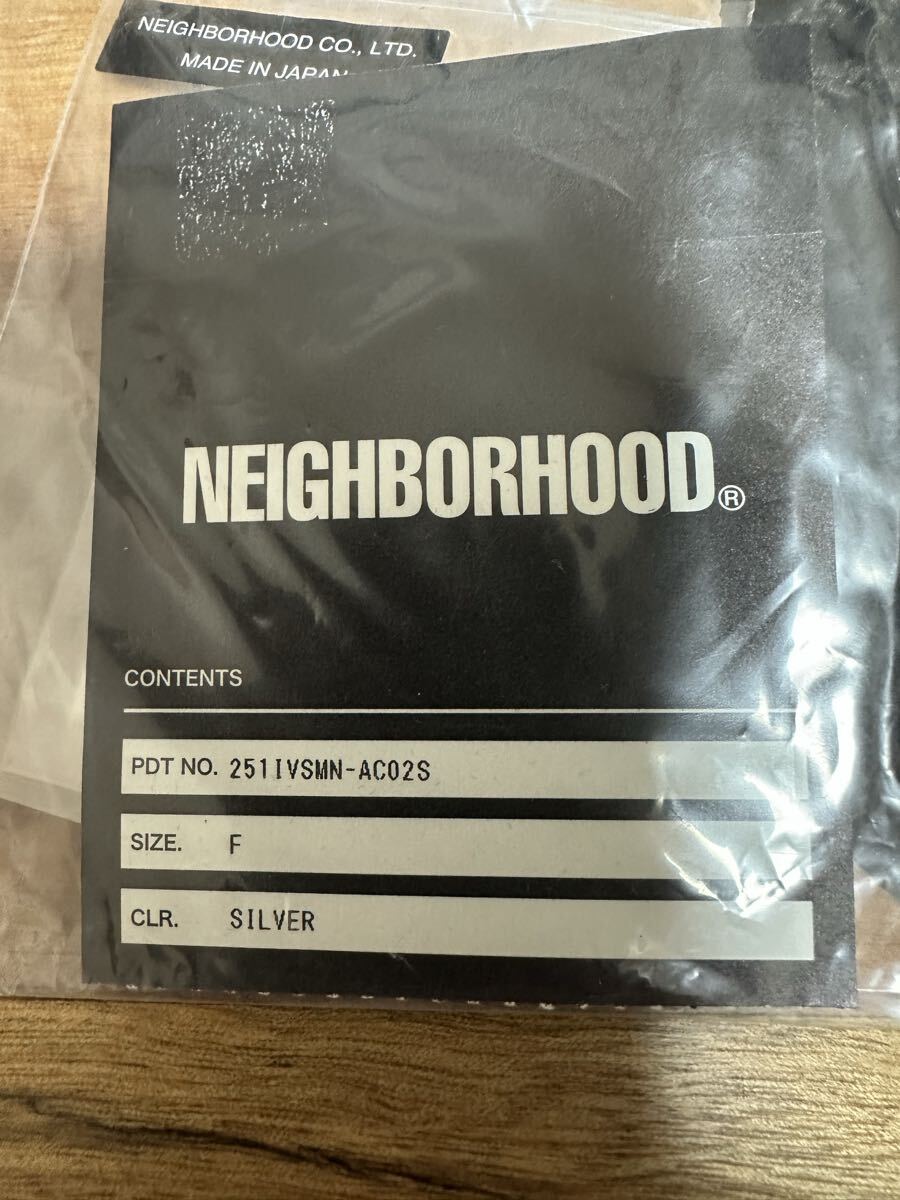 NEIGHBORHOOD CO., LTD.
MADE IN JAPAN
NEIGHBORHOOD®
CONTENTS
PDT NO. 251IVSMN-AC02S
SIZE. F
CLR. SILVER